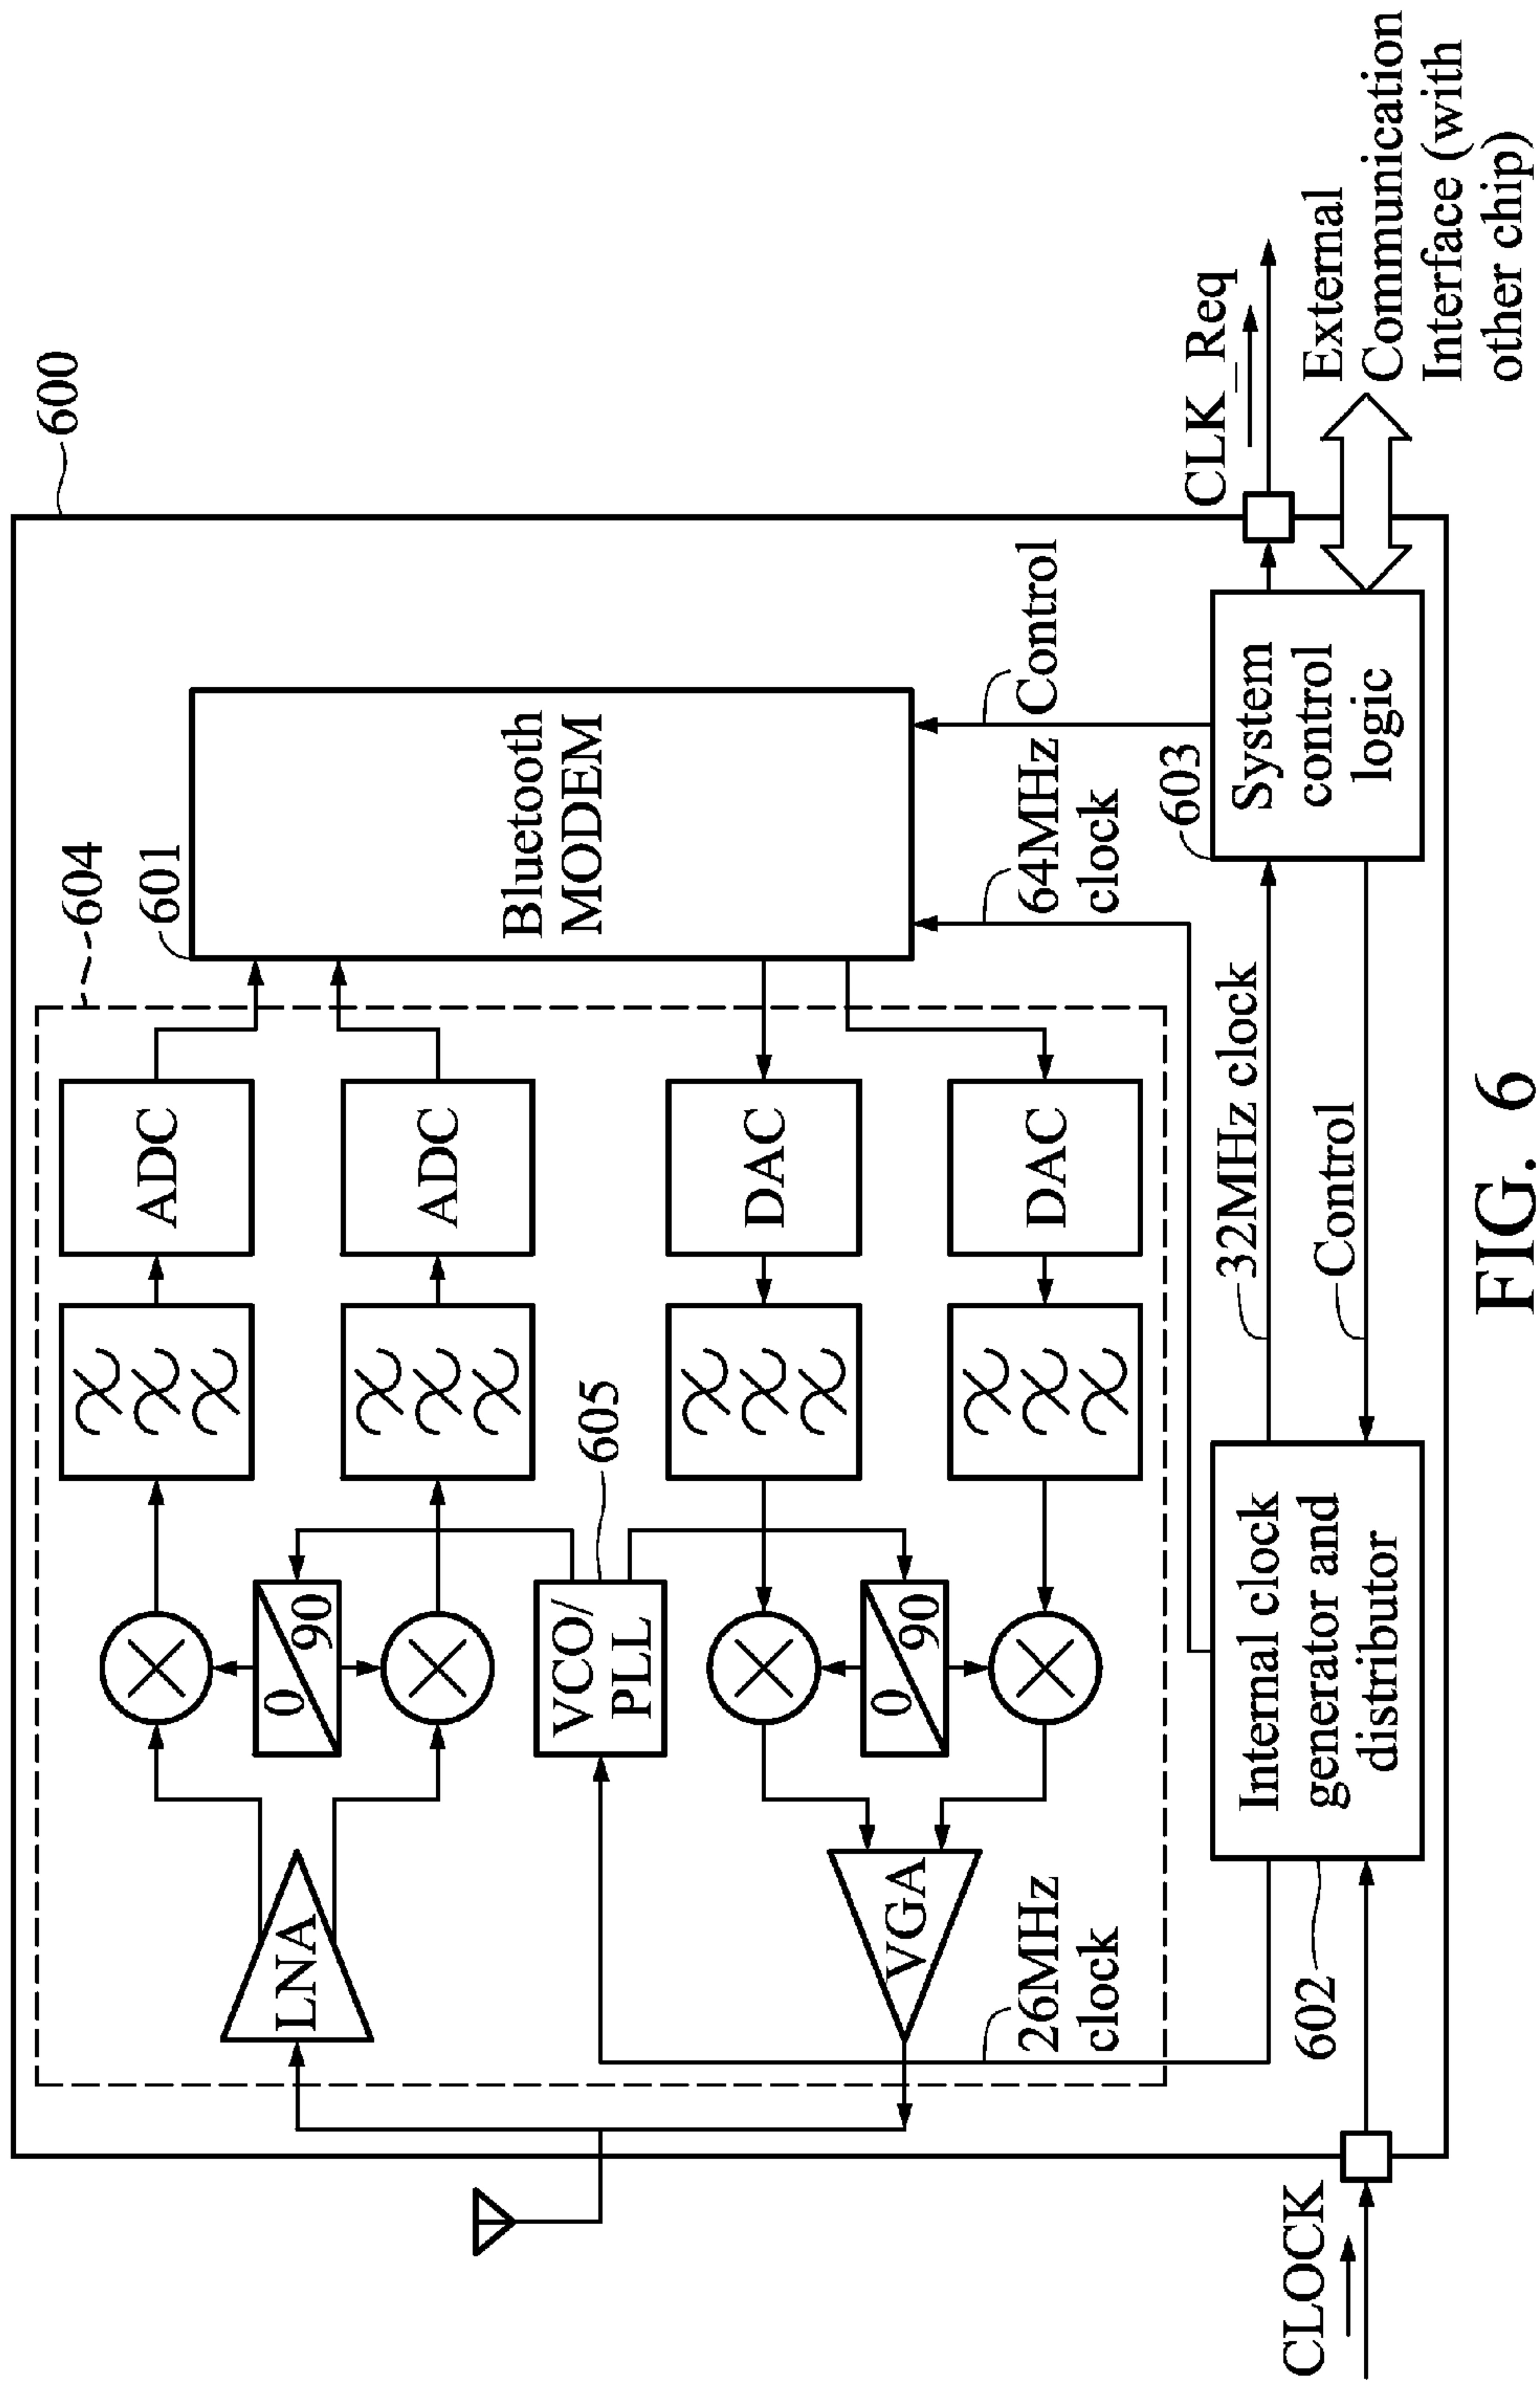 600
604
601
ADC
ADC
DAC
DAC
Bluetooth
MODEM
LNA
0
90
VCO/
PLL
605
0
90
VGA
26MHz
clock
64MHz
clock
Control
CLK_Req
603
System
control
logic
32MHz clock
Control
Internal clock
generator and
distributor
602
CLOCK
External
Communication
Interface (with
other chip)
FIG. 6